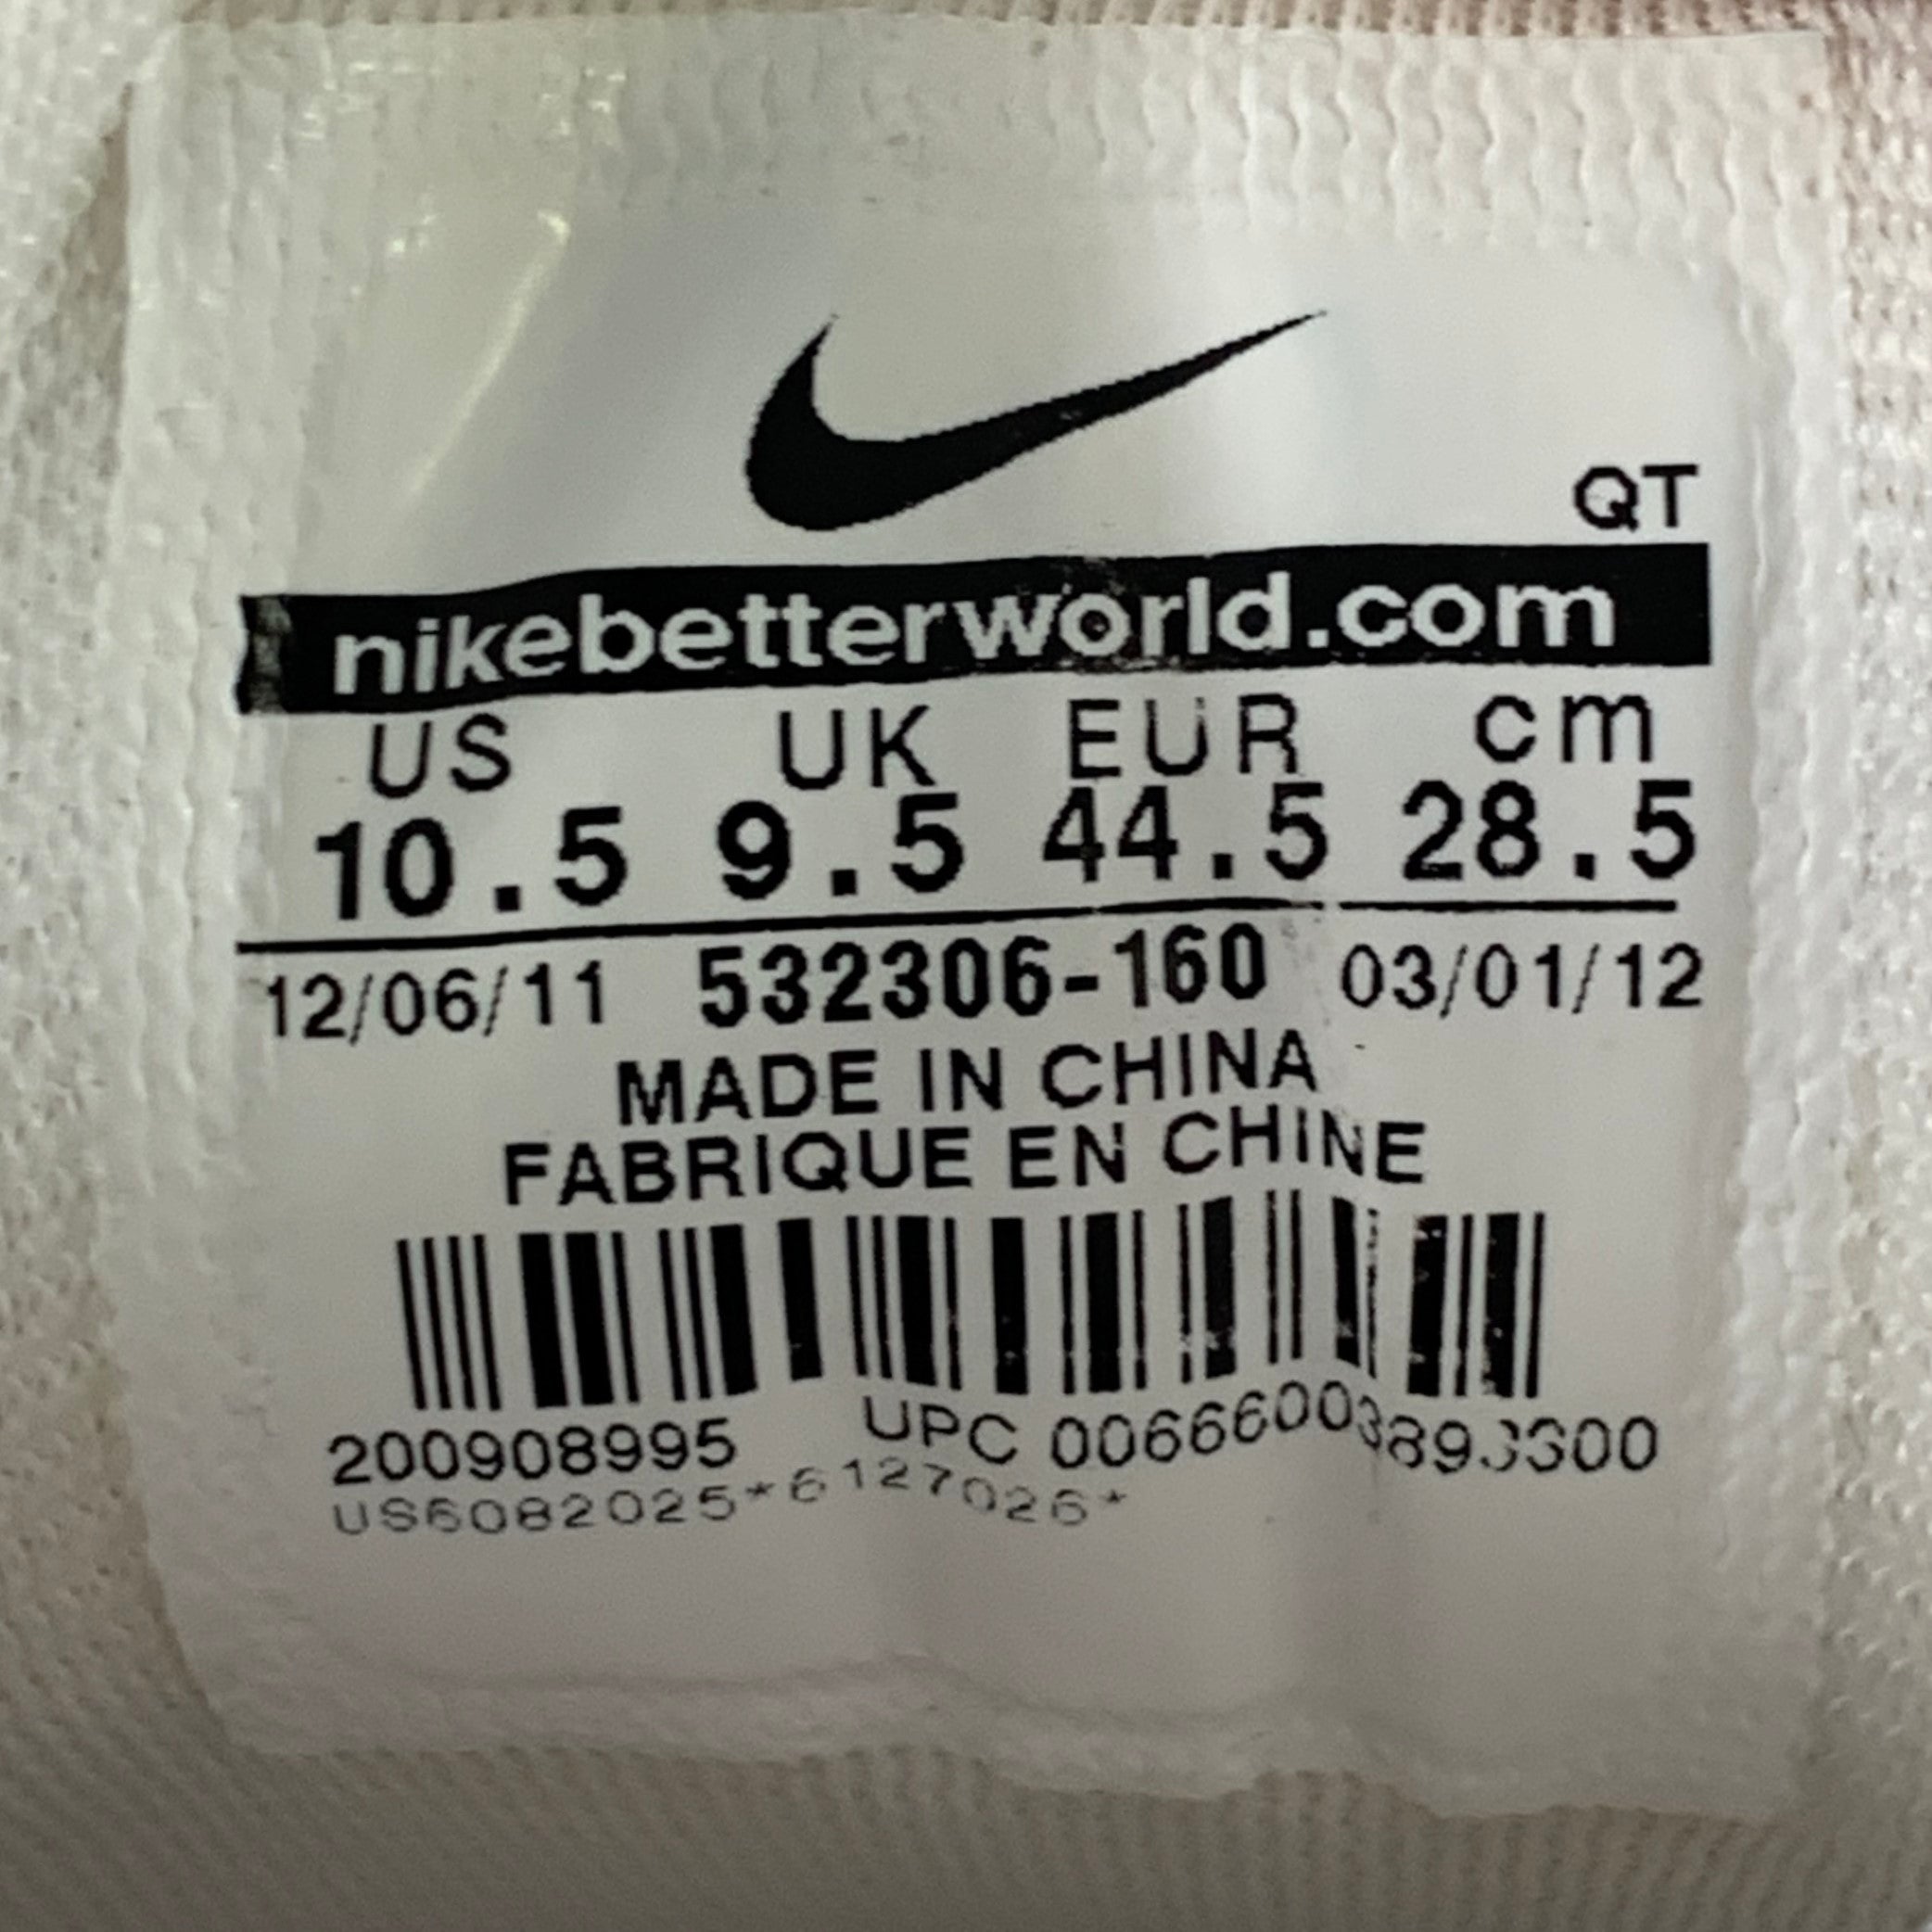 QT
nikebetterworld.com
US UK EUR cm
10.5 9.5 44.5 28.5
12/06/11 532306-160 03/01/12
MADE IN CHINA
FABRIQUE EN CHINE
200908995 UPC
US6082025*6127026*